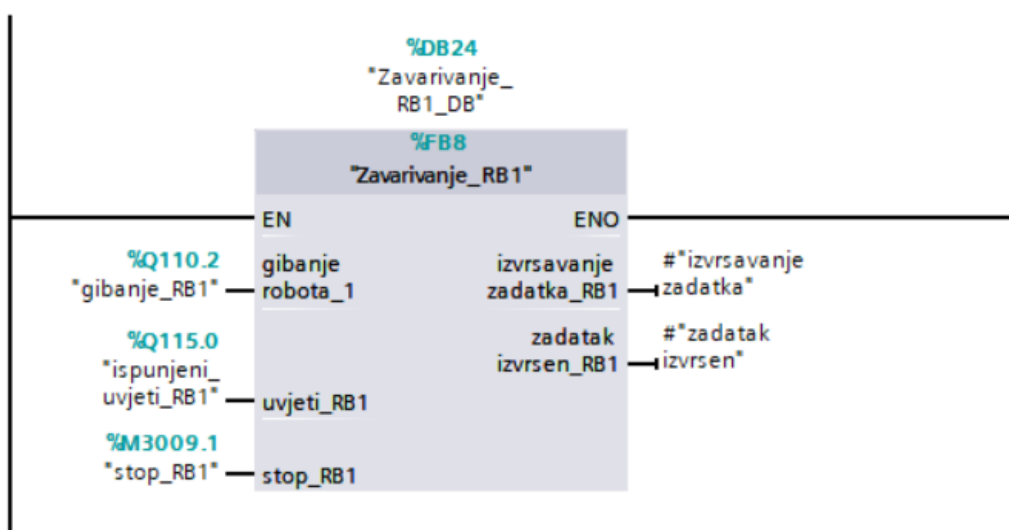 %DB24
"Zavarivanje_
RB1_DB"
%FB8
"Zavarivanje_RB1"
EN ENO
%Q110.2
"gibanje_RB1"
gibanje
robota_1
izvrsavanje
zadatka_RB1
#"izvrsavanje
zadatka"
%Q115.0
"ispunjeni_
uvjeti_RB1"
uvjeti_RB1
zadatak
izvrsen_RB1
#"zadatak
izvrsen"
%M3009.1
"stop_RB1"
stop_RB1